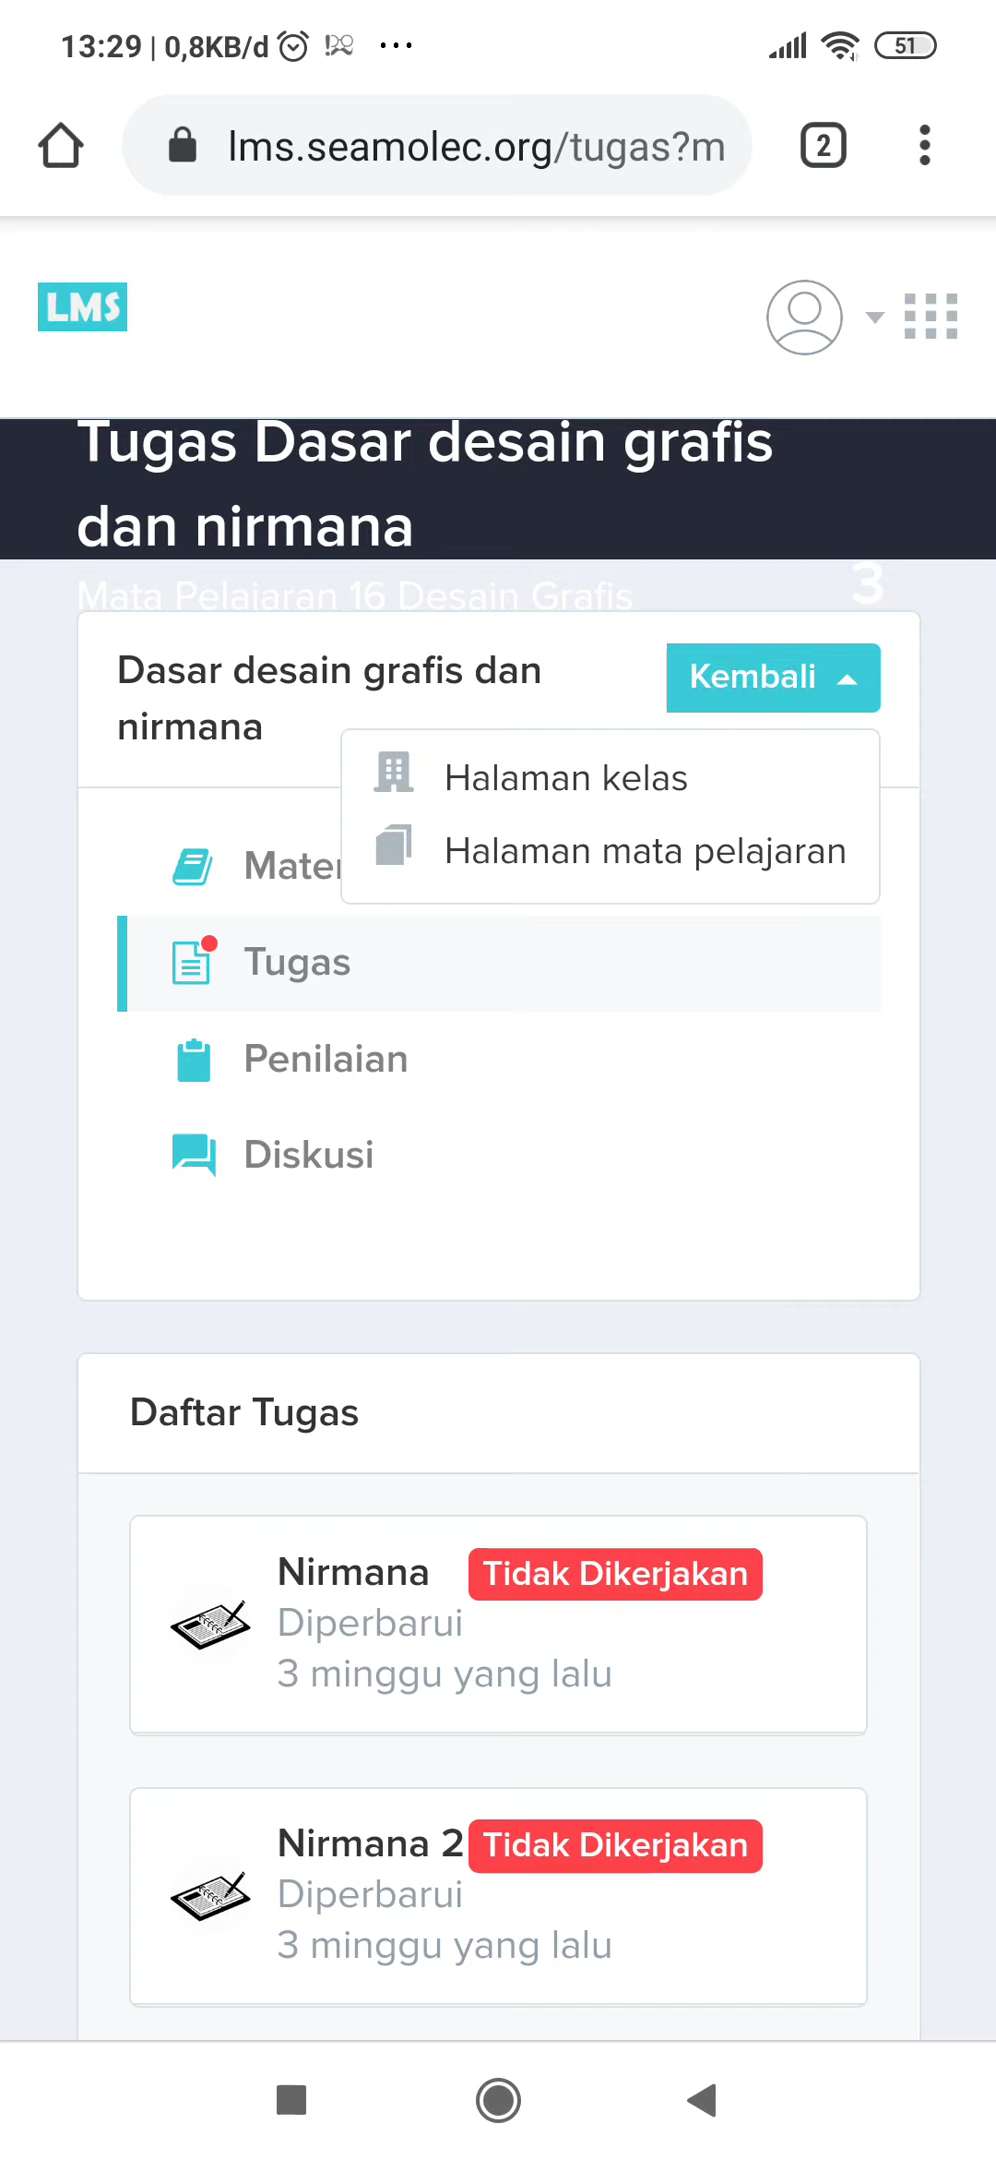 13:29 | 0,8KB/d ...
51
lms.seamolec.org/tugas?m
2
LMS
Tugas Dasar desain grafis
dan nirmana
Mata Pelajaran 16 Desain Grafis
3
Dasar desain grafis dan
nirmana
Kembali
Halaman kelas
Halaman mata pelajaran
Mater
Tugas
Penilaian
Diskusi
Daftar Tugas
Nirmana Tidak Dikerjakan
Diperbarui
3 minggu yang lalu
Nirmana 2 Tidak Dikerjakan
Diperbarui
3 minggu yang lalu